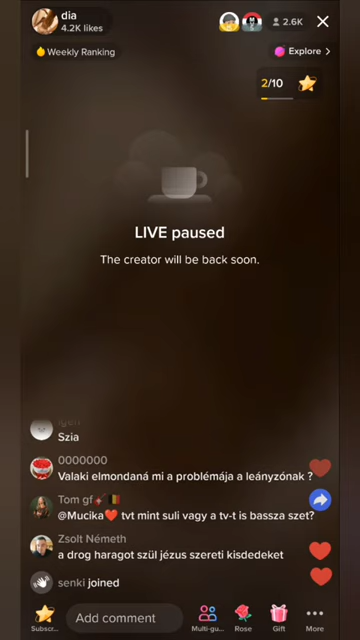 dia
4.2K likes
2.6K
Weekly Ranking
Explore >
2/10
LIVE paused
The creator will be back soon.
Szia
0000000
Valaki elmondaná mi a problémája a leányzónak ?
Tom gf
@Mucika❤️ tvt mint suli vagy a tv-t is bassza szet?
Zsolt Németh
a drog haragot szül jézus szereti kisdedeket
senki joined
Subscr...
Add comment
Multi-gu...
Rose
Gift
More